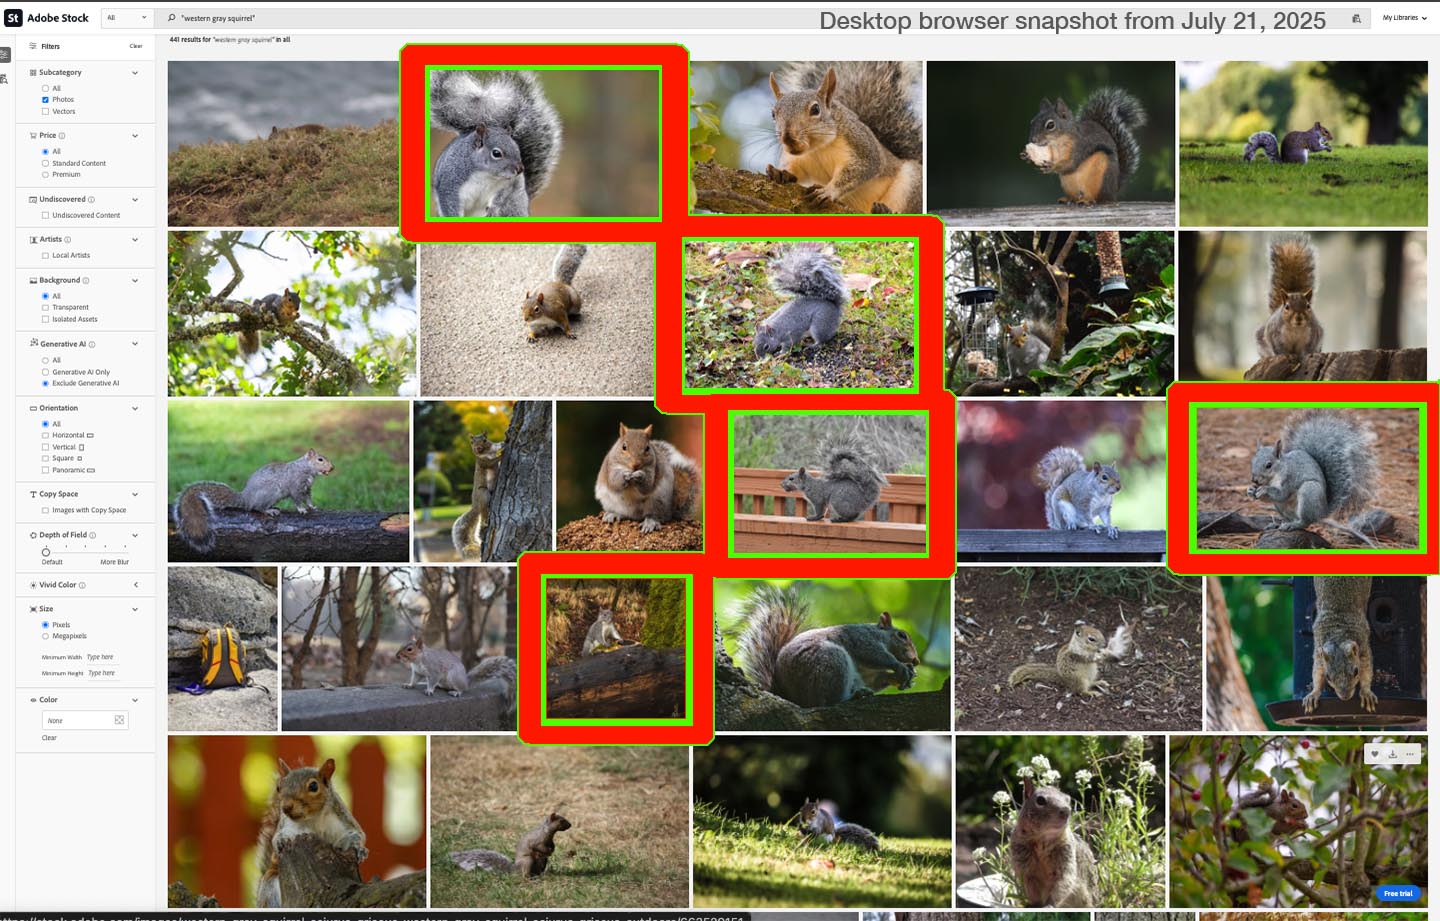 St Adobe Stock
All
"western gray squirrel"
Desktop browser snapshot from July 21, 2025
My Libraries
441 results for "western gray squirrel" in all
Filters
Clear
Subcategory
All
Photos
Vectors
Price
All
Standard Content
Premium
Undiscovered
Undiscovered Content
Artists
Local Artists
Background
All
Transparent
Isolated Assets
Generative AI
All
Generative AI Only
Exclude Generative AI
Orientation
All
Horizontal
Vertical
Square
Panoramic
Copy Space
Images with Copy Space
Depth of Field
Default
More Blur
Vivid Color
Size
Pixels
Megapixels
Minimum Width Type here
Minimum Height Type here
Color
None
Clear
Free trial